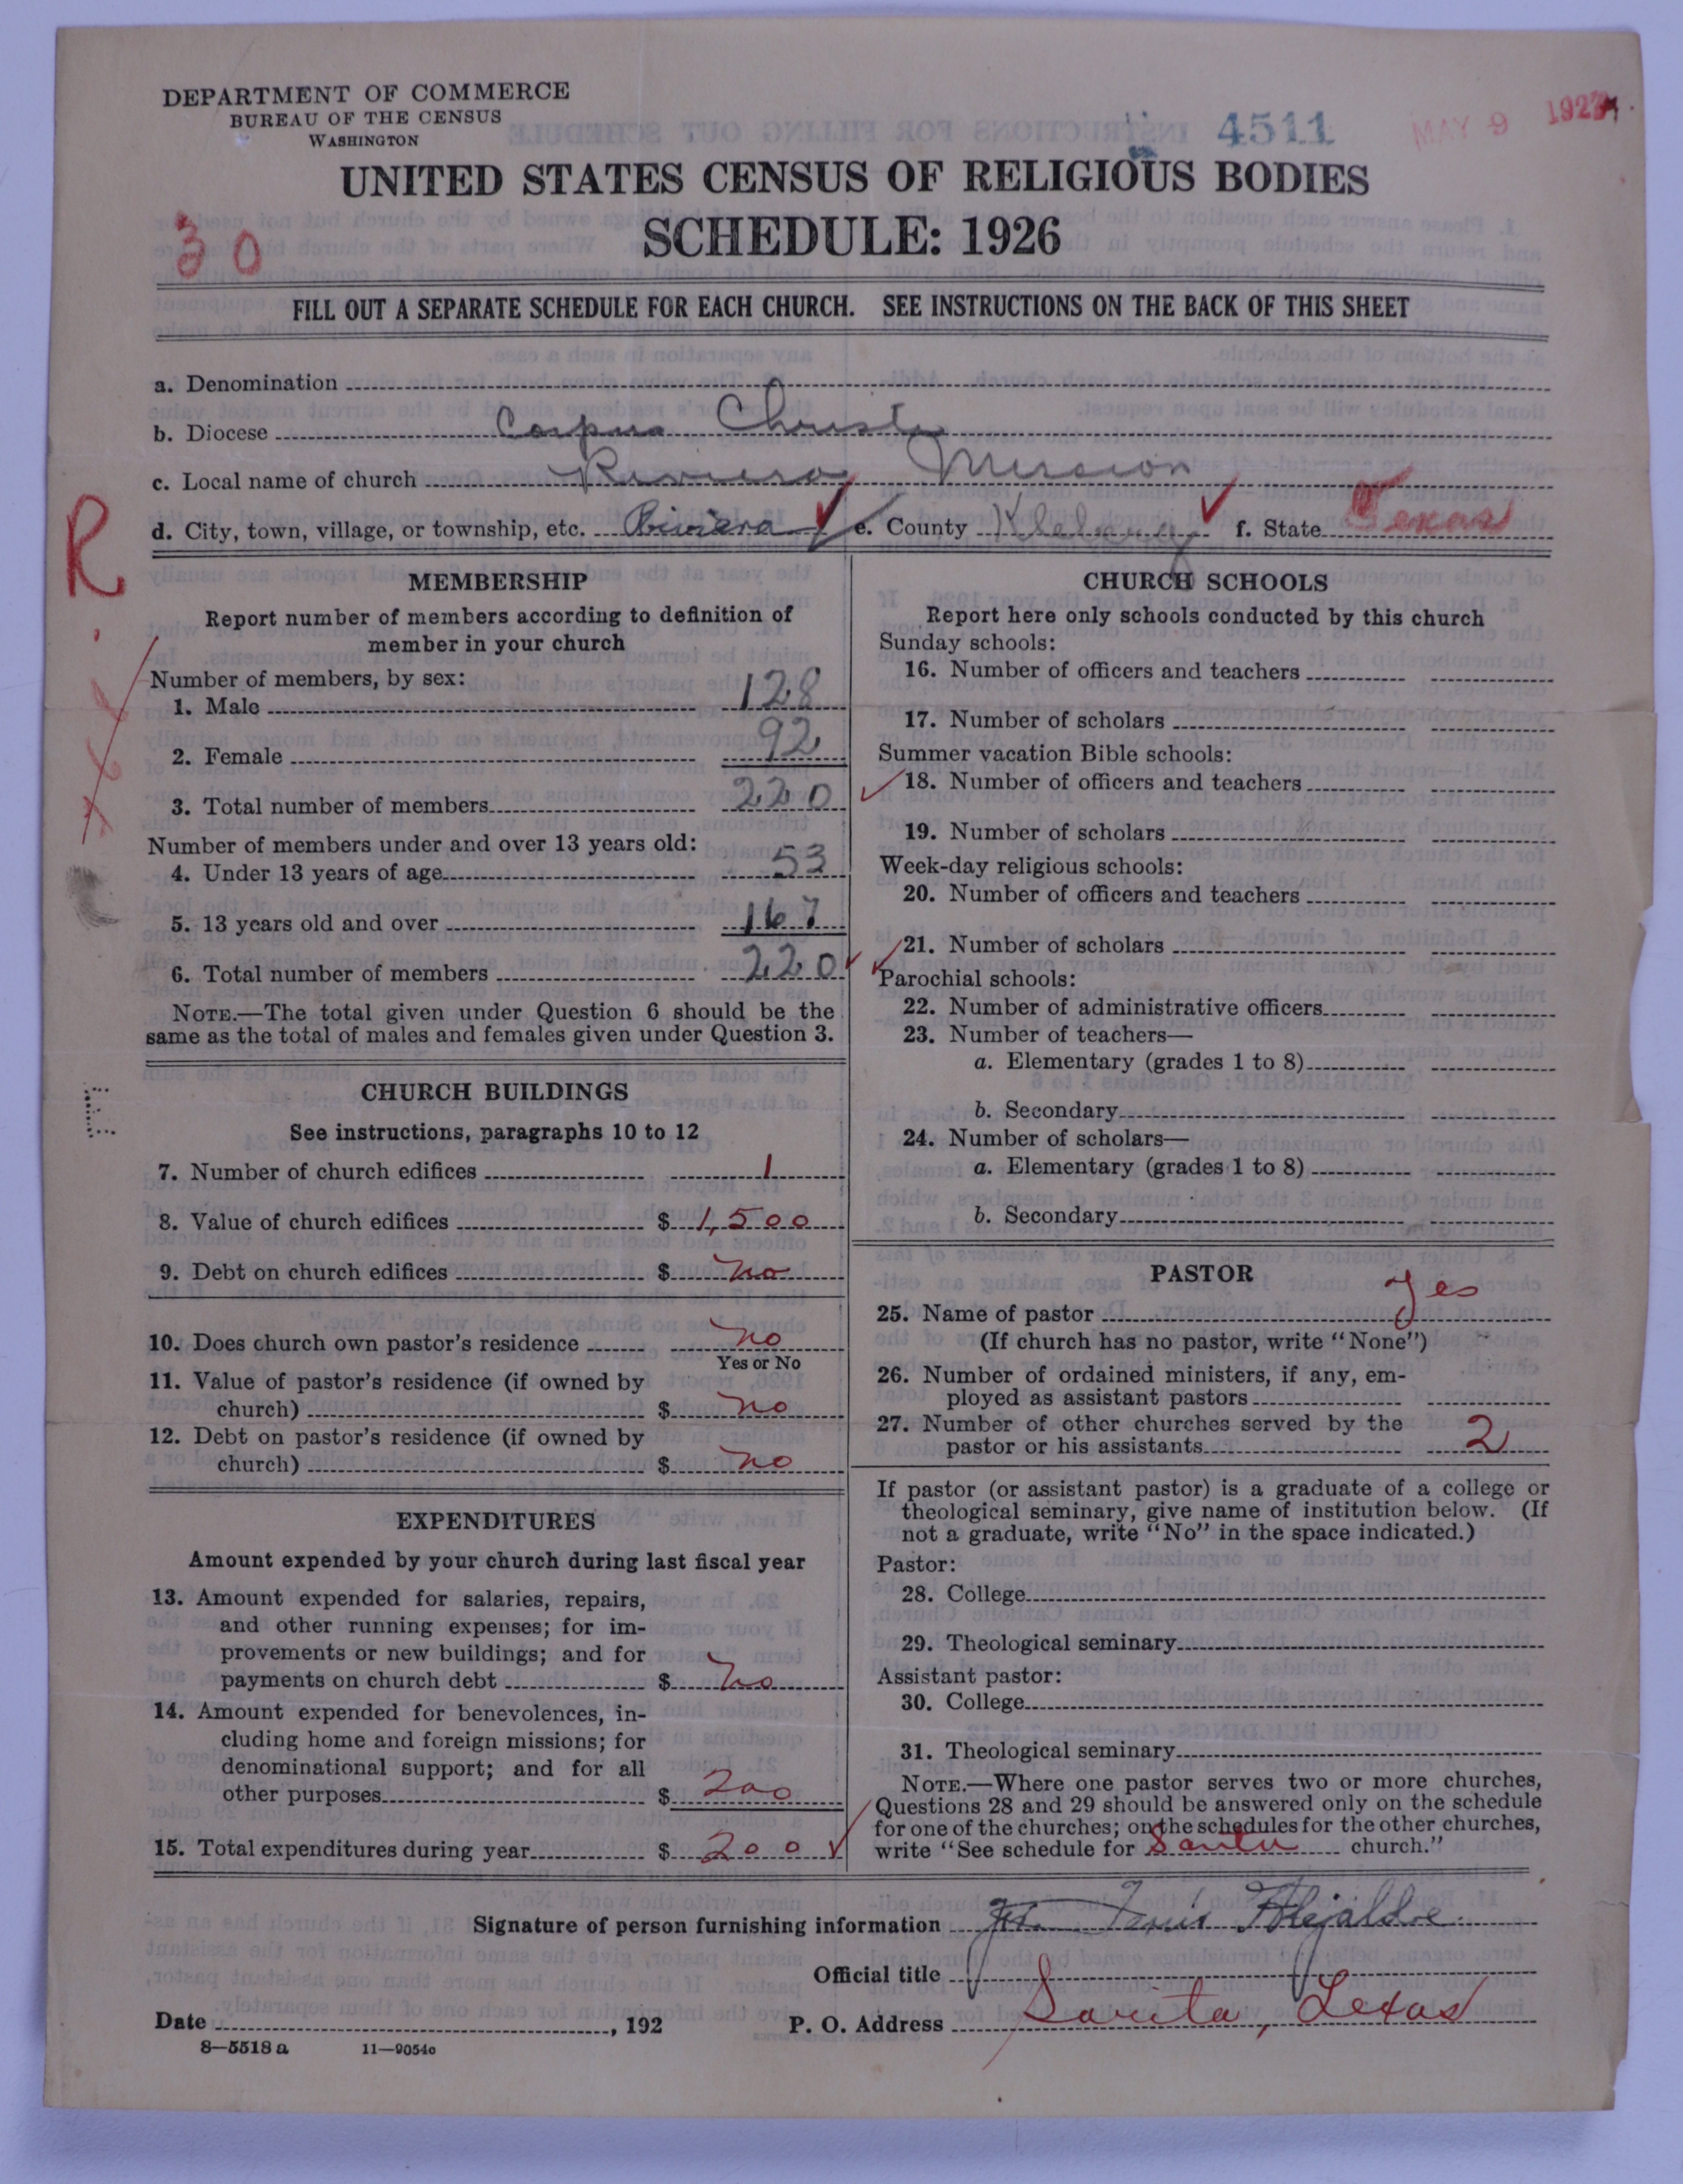 DEPARTMENT OF COMMERCE
BUREAU OF THE CENSUS
WASHINGTON
4511
MAY 9 1927
UNITED STATES CENSUS OF RELIGIOUS BODIES
SCHEDULE: 1926
30
FILL OUT A SEPARATE SCHEDULE FOR EACH CHURCH. SEE INSTRUCTIONS ON THE BACK OF THIS SHEET
a. Denomination
b. Diocese Corpus Christi
c. Local name of church Riviera Mission
d. City, town, village, or township, etc. Riviera e. County Kleberg f. State Texas
R.
MEMBERSHIP
Report number of members according to definition of
member in your church
Number of members, by sex:
1. Male 128
2. Female 92
3. Total number of members 220
Number of members under and over 13 years old:
4. Under 13 years of age 53
5. 13 years old and over 167
6. Total number of members 220
NOTE.—The total given under Question 6 should be the
same as the total of males and females given under Question 3.
E
CHURCH BUILDINGS
See instructions, paragraphs 10 to 12
7. Number of church edifices 1
8. Value of church edifices $ 1,500
9. Debt on church edifices $ no
10. Does church own pastor's residence no
Yes or No
11. Value of pastor's residence (if owned by
church) $ no
12. Debt on pastor's residence (if owned by
church) $ no
EXPENDITURES
Amount expended by your church during last fiscal year
13. Amount expended for salaries, repairs,
and other running expenses; for im-
provements or new buildings; and for
payments on church debt $ no
14. Amount expended for benevolences, in-
cluding home and foreign missions; for
denominational support; and for all
other purposes $ 200
15. Total expenditures during year $ 200
CHURCH SCHOOLS
Report here only schools conducted by this church
Sunday schools:
16. Number of officers and teachers
17. Number of scholars
Summer vacation Bible schools:
18. Number of officers and teachers
19. Number of scholars
Week-day religious schools:
20. Number of officers and teachers
21. Number of scholars
Parochial schools:
22. Number of administrative officers
23. Number of teachers—
a. Elementary (grades 1 to 8)
b. Secondary
24. Number of scholars—
a. Elementary (grades 1 to 8)
b. Secondary
PASTOR
25. Name of pastor Yes
(If church has no pastor, write "None")
26. Number of ordained ministers, if any, em-
ployed as assistant pastors
27. Number of other churches served by the
pastor or his assistants 2
If pastor (or assistant pastor) is a graduate of a college or
theological seminary, give name of institution below. (If
not a graduate, write "No" in the space indicated.)
Pastor:
28. College
29. Theological seminary
Assistant pastor:
30. College
31. Theological seminary
NOTE.—Where one pastor serves two or more churches,
Questions 28 and 29 should be answered only on the schedule
for one of the churches; on the schedules for the other churches,
write "See schedule for church."
Signature of person furnishing information
Official title
Date , 192 P. O. Address Sarita, Texas
8—5518 a 11—9054c